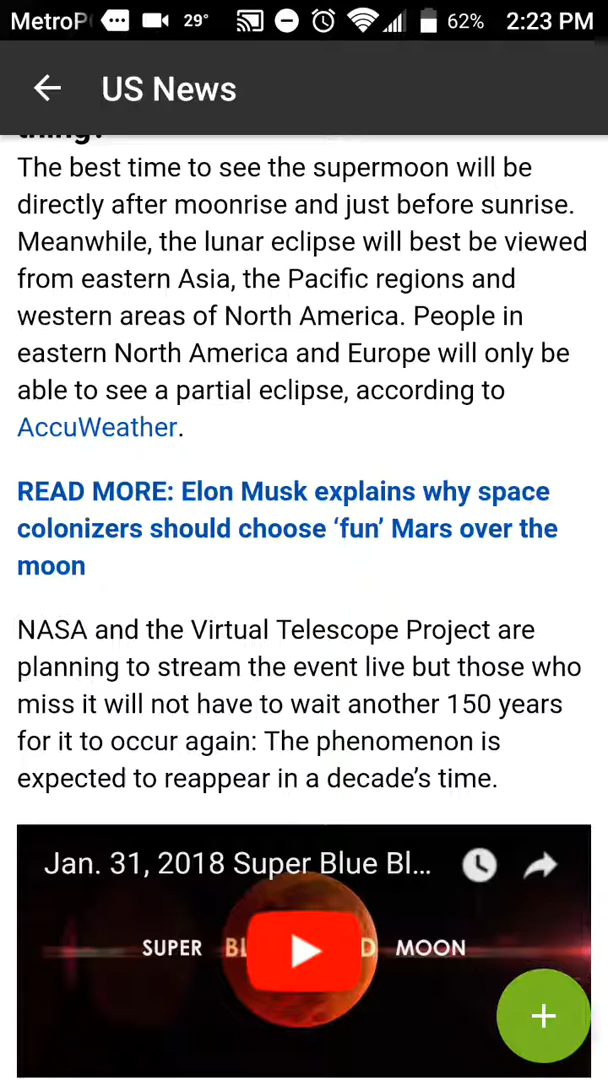 MetroP 29° 62% 2:23 PM
US News
The best time to see the supermoon will be
directly after moonrise and just before sunrise.
Meanwhile, the lunar eclipse will best be viewed
from eastern Asia, the Pacific regions and
western areas of North America. People in
eastern North America and Europe will only be
able to see a partial eclipse, according to
AccuWeather.
READ MORE: Elon Musk explains why space
colonizers should choose ‘fun’ Mars over the
moon
NASA and the Virtual Telescope Project are
planning to stream the event live but those who
miss it will not have to wait another 150 years
for it to occur again: The phenomenon is
expected to reappear in a decade’s time.
Jan. 31, 2018 Super Blue Bl...
SUPER BL D MOON